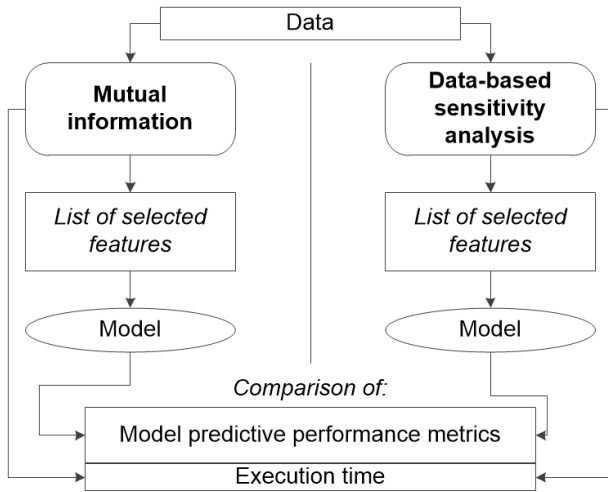 Data
Mutual
information
Data-based
sensitivity
analysis
List of selected
features
List of selected
features
Model
Model
Comparison of:
Model predictive performance metrics
Execution time